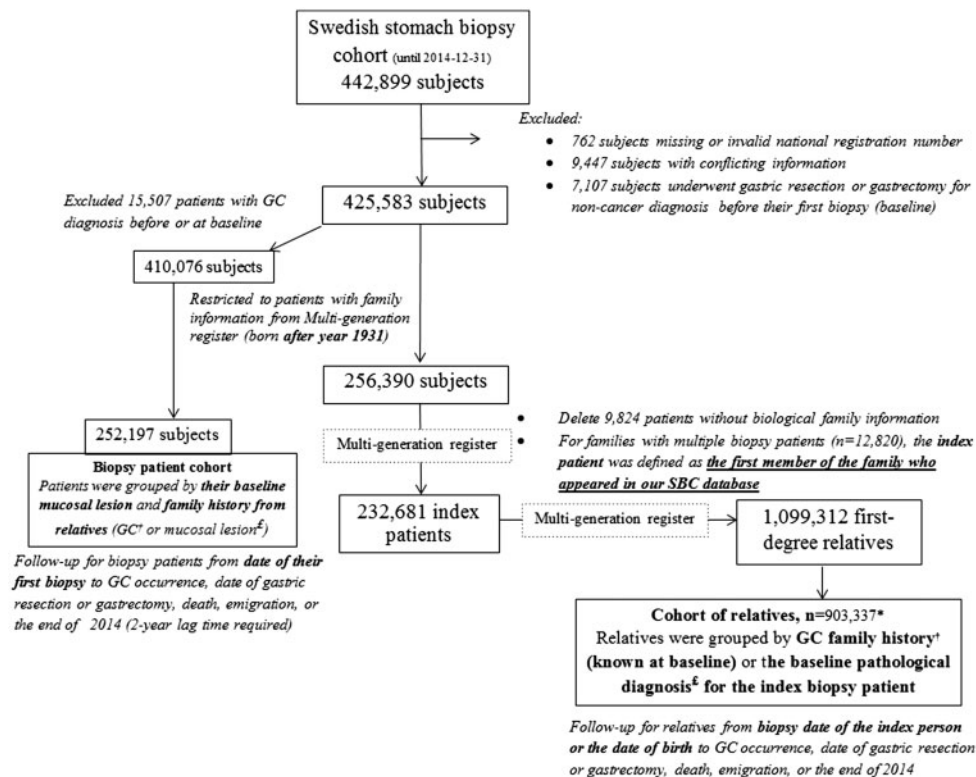 Swedish stomach biopsy
cohort (until 2014-12-31)
442,899 subjects
Excluded:
• 762 subjects missing or invalid national registration number
• 9,447 subjects with conflicting information
• 7,107 subjects underwent gastric resection or gastrectomy for
non-cancer diagnosis before their first biopsy (baseline)
Excluded 15,507 patients with GC
diagnosis before or at baseline
425,583 subjects
410,076 subjects
Restricted to patients with family
information from Multi-generation
register (born after year 1931)
256,390 subjects
• Delete 9,824 patients without biological family information
• For families with multiple biopsy patients (n=12,820), the index
patient was defined as the first member of the family who
appeared in our SBC database
Multi-generation register
252,197 subjects
Biopsy patient cohort
Patients were grouped by their baseline
mucosal lesion and family history from
relatives (GC† or mucosal lesion£)
Follow-up for biopsy patients from date of their
first biopsy to GC occurrence, date of gastric
resection or gastrectomy, death, emigration, or
the end of 2014 (2-year lag time required)
232,681 index
patients
Multi-generation register
1,099,312 first-
degree relatives
Cohort of relatives, n=903,337*
Relatives were grouped by GC family history†
(known at baseline) or the baseline pathological
diagnosis£ for the index biopsy patient
Follow-up for relatives from biopsy date of the index person
or the date of birth to GC occurrence, date of gastric resection
or gastrectomy, death, emigration, or the end of 2014